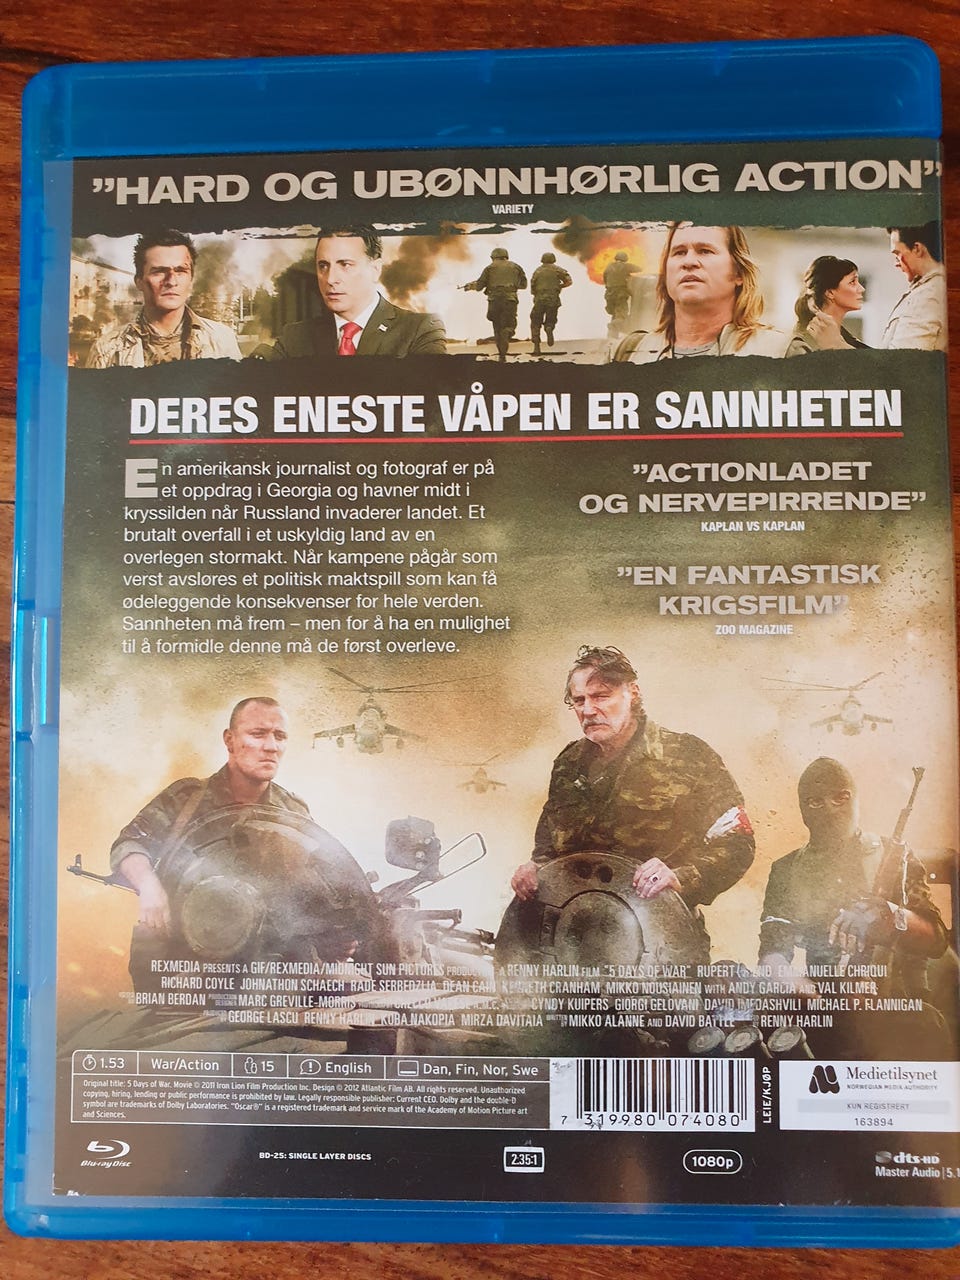 ”HARD OG UBØNNHØRLIG ACTION”
VARIETY
DERES ENESTE VÅPEN ER SANNHETEN
En amerikansk journalist og fotograf er på
et oppdrag i Georgia og havner midt i
kryssilden når Russland invaderer landet. Et
brutalt overfall i et uskyldig land av en
overlegen stormakt. Når kampene pågår som
verst avsløres et politisk maktspill som kan få
ødeleggende konsekvenser for hele verden.
Sannheten må frem – men for å ha en mulighet
til å formidle denne må de først overleve.
”ACTIONLADET
OG NERVEPIRRENDE”
KAPLAN VS KAPLAN
”EN FANTASTISK
KRIGSFILM”
ZOO MAGAZINE
REXMEDIA PRESENTS A GIF/REXMEDIA/MIDNIGHT SUN PICTURES A RENNY HARLIN FILM "5 DAYS OF WAR" RUPERT EMMANUELLE CHRIQUI
RICHARD COYLE JOHNATHON SCHAECH RADE SERBEDZIJA DEAN CAIN KENNETH CRANHAM MIKKO NOUSIAINEN WITH ANDY GARCIA AND VAL KILMER
BRIAN BERDAN PRODUCTION DESIGNER MARC GREVILLE-MORRIS CYNDY KUIPERS GIORGI GELOVANI DAVID IMEDASHVILI MICHAEL P. FLANNIGAN
GEORGE LASCU RENNY HARLIN KOBA NAKOPIA MIRZA DAVITAIA WRITTEN BY MIKKO ALANNE AND DAVID BATTLE RENNY HARLIN
1.53 War/Action 15 English Dan, Fin, Nor, Swe
Original title: 5 Days of War. Movie © 2011 Iron Lion Film Production Inc. Design © 2012 Atlantic Film AB. All rights reserved. Unauthorized
copying, hiring, lending or public performance is prohibited by law. Legally responsible publisher: Current CEO. Dolby and the double-D
symbol are trademarks of Dolby Laboratories. "Oscar®" is a registered trademark and service mark of the Academy of Motion Picture art
and Sciences.
7 319980 074080
LEIE/KJØP
Medietilsynet
NORWEGIAN MEDIA AUTHORITY
KUN REGISTRERT
163894
Blu-ray Disc
BD-25: SINGLE LAYER DISCS
2.35:1
1080p
dts-HD
Master Audio | 5.1